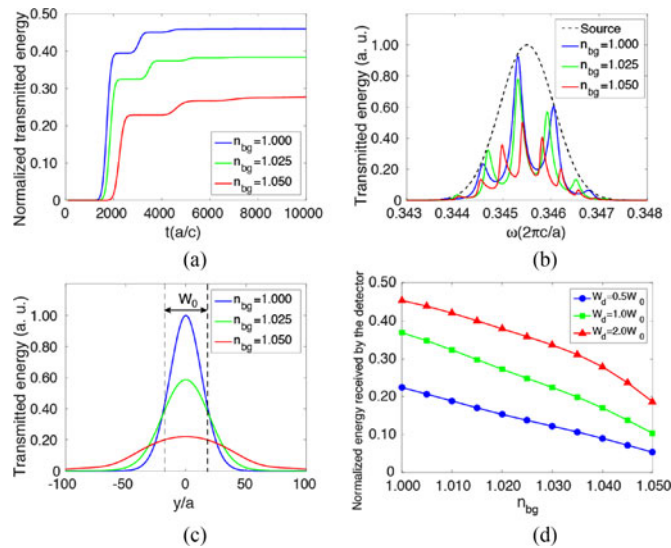 Normalized transmitted energy
0.50
0.40
0.30
0.20
0.10
0
0 2000 4000 6000 8000 10000
t(a/c)
n_bg=1.000
n_bg=1.025
n_bg=1.050
(a)
Transmitted energy (a. u.)
1.00
0.80
0.60
0.40
0.20
0
0.343 0.344 0.345 0.346 0.347 0.348
ω(2πc/a)
Source
n_bg=1.000
n_bg=1.025
n_bg=1.050
(b)
Transmitted energy (a. u.)
1.00
0.80
0.60
0.40
0.20
0
-100 -50 0 50 100
y/a
W_0
n_bg=1.000
n_bg=1.025
n_bg=1.050
(c)
Normalized energy received by the detector
0.50
0.40
0.30
0.20
0.10
0
1.000 1.010 1.020 1.030 1.040 1.050
n_bg
W_d=0.5W_0
W_d=1.0W_0
W_d=2.0W_0
(d)